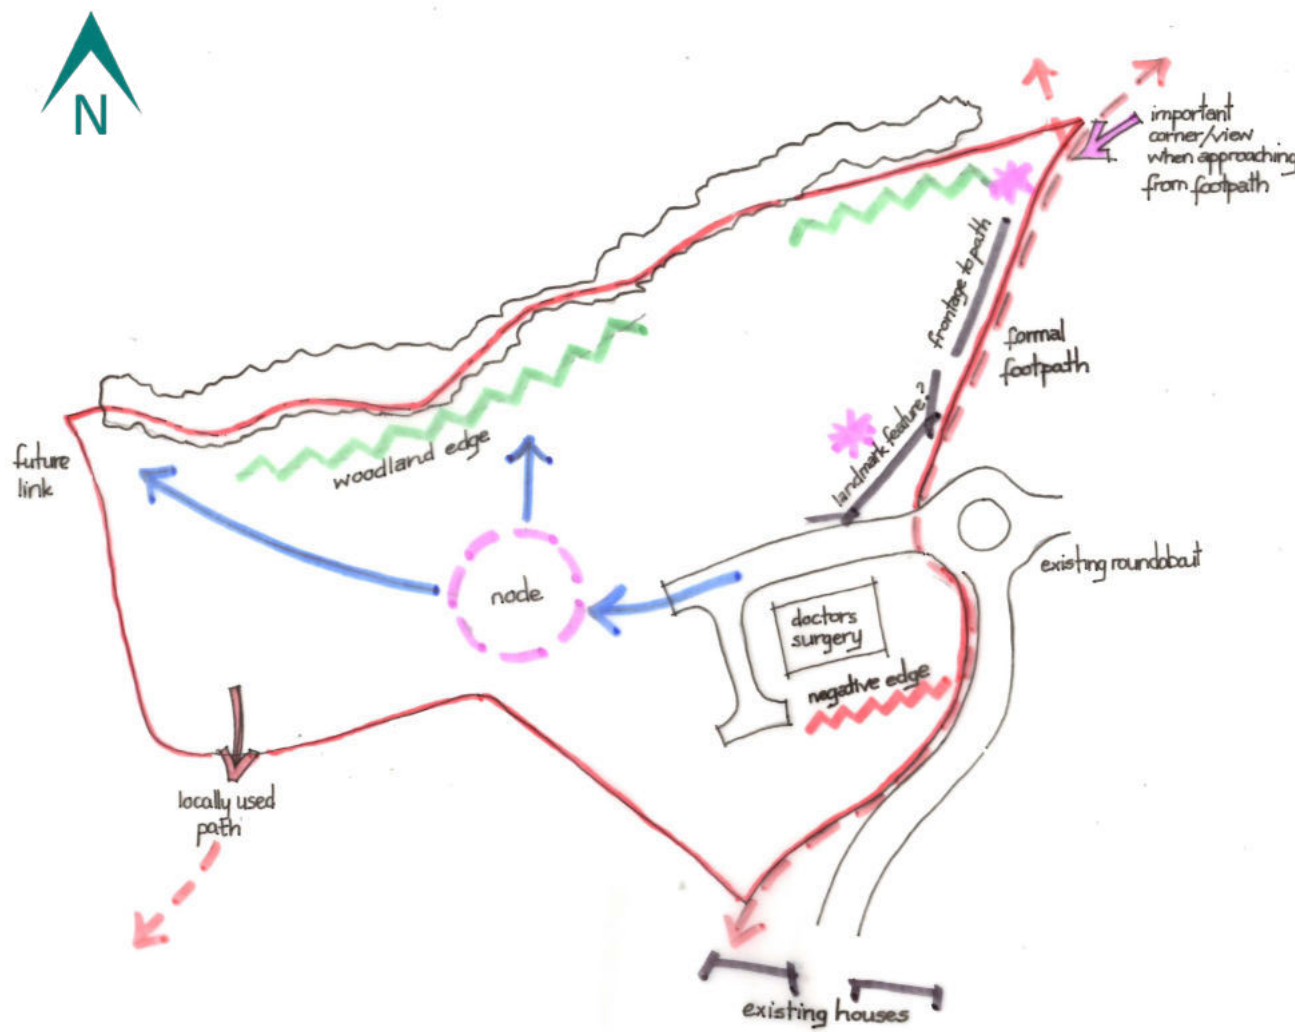 N
important
corner/view
when approaching
from footpath
frontage to path
formal
footpath
landmark feature?
woodland edge
future
link
node
existing roundabait
doctors
surgery
negative edge
locally used
path
existing houses